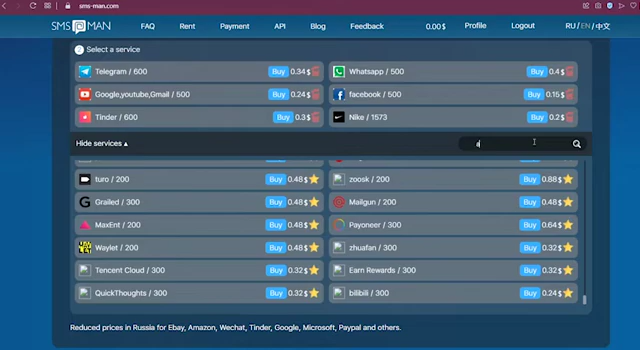 sms-man.com
SMS MAN FAQ Rent Payment API Blog Feedback 0.00$ Profile Logout RU / EN / 中文
Select a service
Telegram / 600 Buy 0.34$ Whatsapp / 500 Buy 0.4$
Google,youtube,Gmail / 500 Buy 0.24$ facebook / 500 Buy 0.15$
Tinder / 600 Buy 0.3$ Nike / 1573 Buy 0.2$
Hide services
turo / 200 Buy 0.48$ zoosk / 200 Buy 0.88$
Grailed / 300 Buy 0.48$ Mailgun / 200 Buy 0.48$
MaxEnt / 200 Buy 0.48$ Payoneer / 300 Buy 0.64$
Waylet / 200 Buy 0.48$ zhuafan / 300 Buy 0.32$
Tencent Cloud / 300 Buy 0.32$ Earn Rewards / 300 Buy 0.32$
QuickThoughts / 300 Buy 0.32$ bilibili / 300 Buy 0.24$
Reduced prices in Russia for Ebay, Amazon, Wechat, Tinder, Google, Microsoft, Paypal and others.